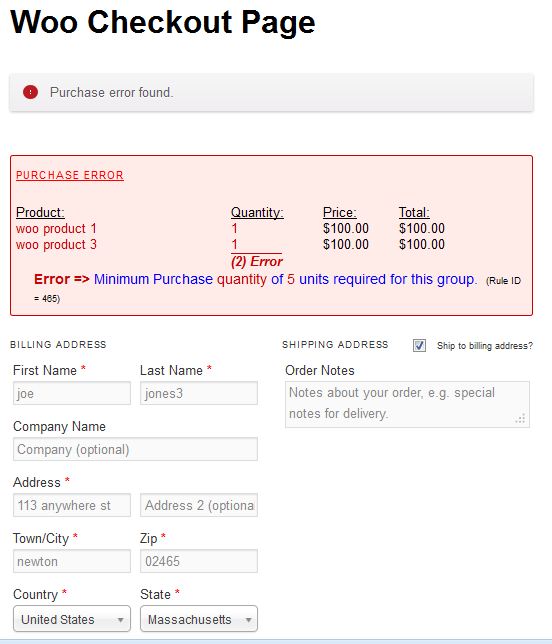 Woo Checkout Page
Purchase error found.
PURCHASE ERROR
Product: Quantity: Price: Total:
woo product 1 1 $100.00 $100.00
woo product 3 1 $100.00 $100.00
(2) Error
Error => Minimum Purchase quantity of 5 units required for this group. (Rule ID
= 465)
BILLING ADDRESS
First Name * Last Name *
joe jones3
Company Name
Company (optional)
Address *
113 anywhere st Address 2 (optiona
Town/City * Zip *
newton 02465
Country * State *
United States Massachusetts
SHIPPING ADDRESS Ship to billing address?
Order Notes
Notes about your order, e.g. special
notes for delivery.